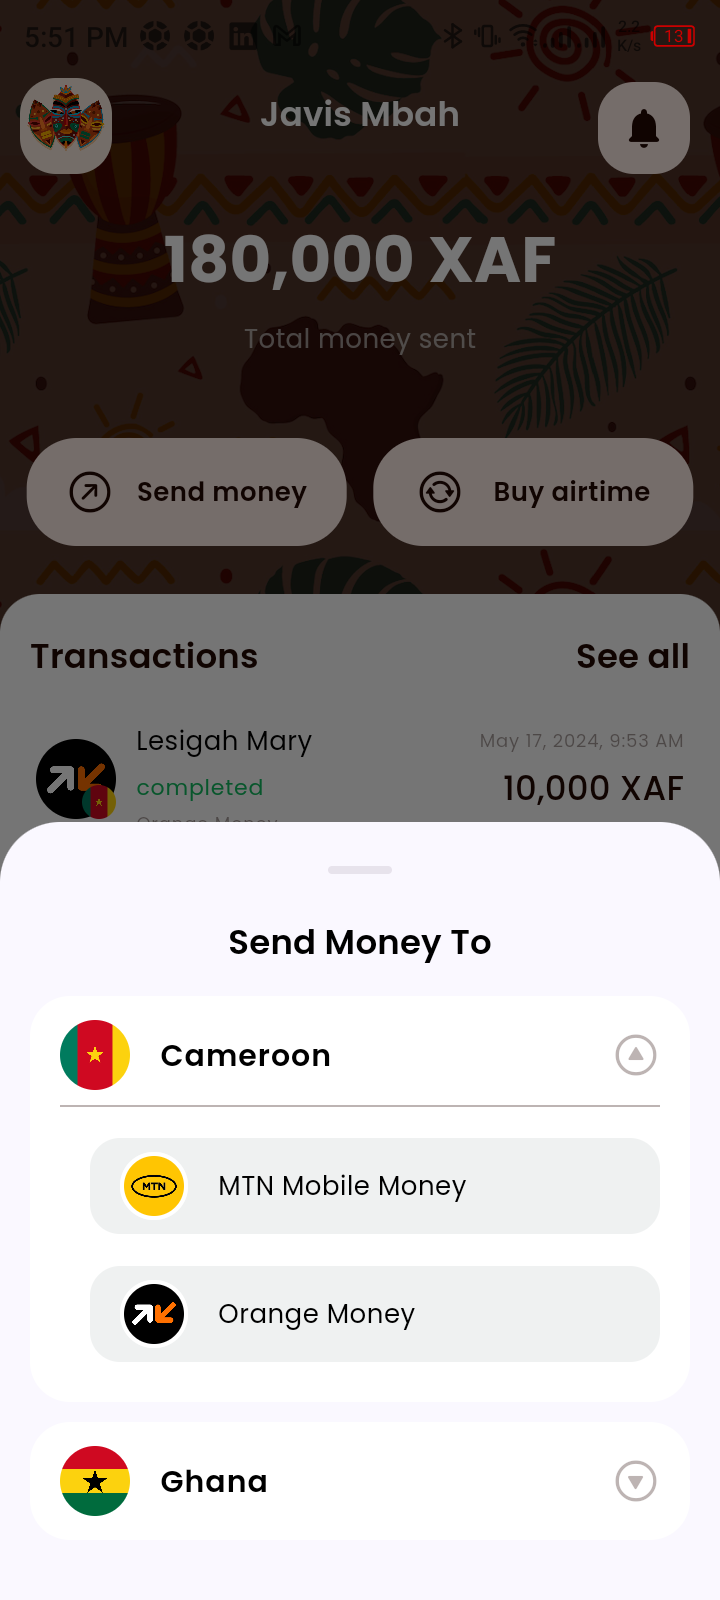 5:51 PM
2.2 K/s
13
Javis Mbah
180,000 XAF
Total money sent
Send money
Buy airtime
Transactions
See all
Lesigah Mary
May 17, 2024, 9:53 AM
completed
10,000 XAF
Orange Money
Send Money To
Cameroon
MTN
MTN Mobile Money
Orange Money
Ghana